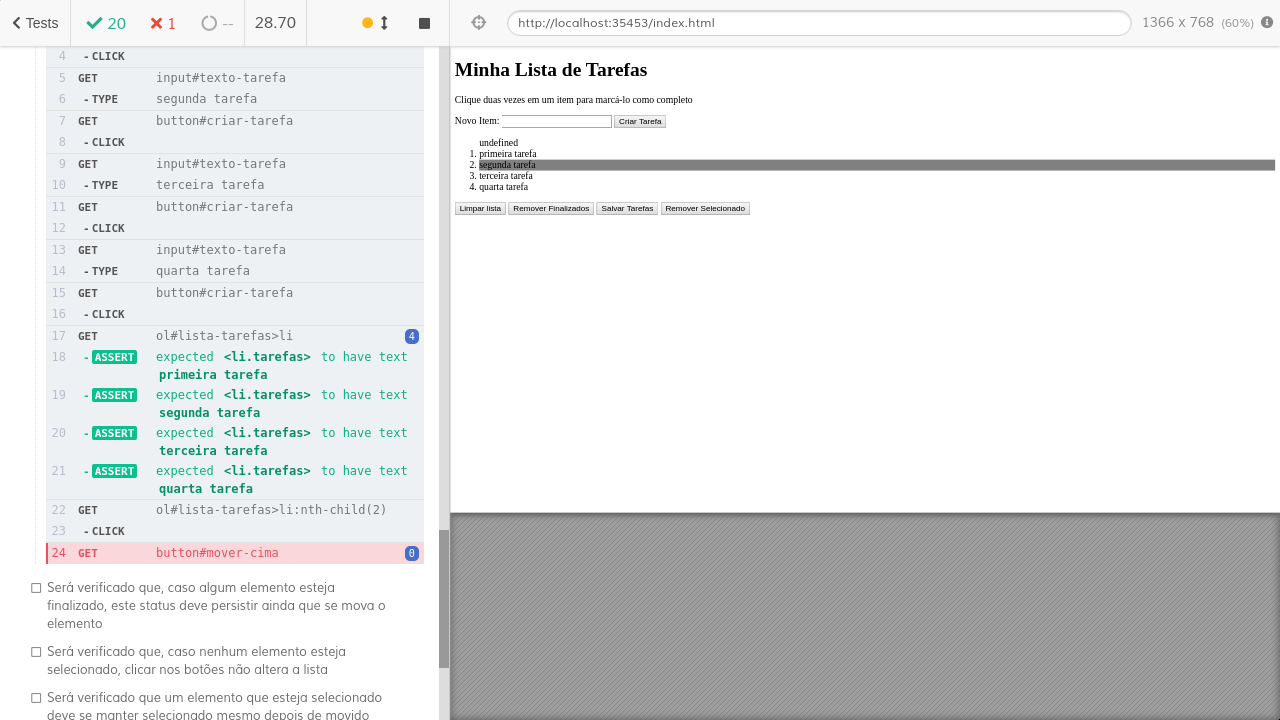 Tests 20 1 -- 28.70 http://localhost:35453/index.html 1366 x 768 (60%)
4 - CLICK
5 GET input#texto-tarefa
6 - TYPE segunda tarefa
7 GET button#criar-tarefa
8 - CLICK
9 GET input#texto-tarefa
10 - TYPE terceira tarefa
11 GET button#criar-tarefa
12 - CLICK
13 GET input#texto-tarefa
14 - TYPE quarta tarefa
15 GET button#criar-tarefa
16 - CLICK
17 GET ol#lista-tarefas>li 4
18 - ASSERT expected <li.tarefas> to have text
primeira tarefa
19 - ASSERT expected <li.tarefas> to have text
segunda tarefa
20 - ASSERT expected <li.tarefas> to have text
terceira tarefa
21 - ASSERT expected <li.tarefas> to have text
quarta tarefa
22 GET ol#lista-tarefas>li:nth-child(2)
23 - CLICK
24 GET button#mover-cima 0
Será verificado que, caso algum elemento esteja
finalizado, este status deve persistir ainda que se mova o
elemento
Será verificado que, caso nenhum elemento esteja
selecionado, clicar nos botões não altera a lista
Será verificado que um elemento que esteja selecionado
deve se manter selecionado mesmo depois de movido
Minha Lista de Tarefas
Clique duas vezes em um item para marcá-lo como completo
Novo Item: Criar Tarefa
undefined
1. primeira tarefa
2. segunda tarefa
3. terceira tarefa
4. quarta tarefa
Limpar lista Remover Finalizados Salvar Tarefas Remover Selecionado